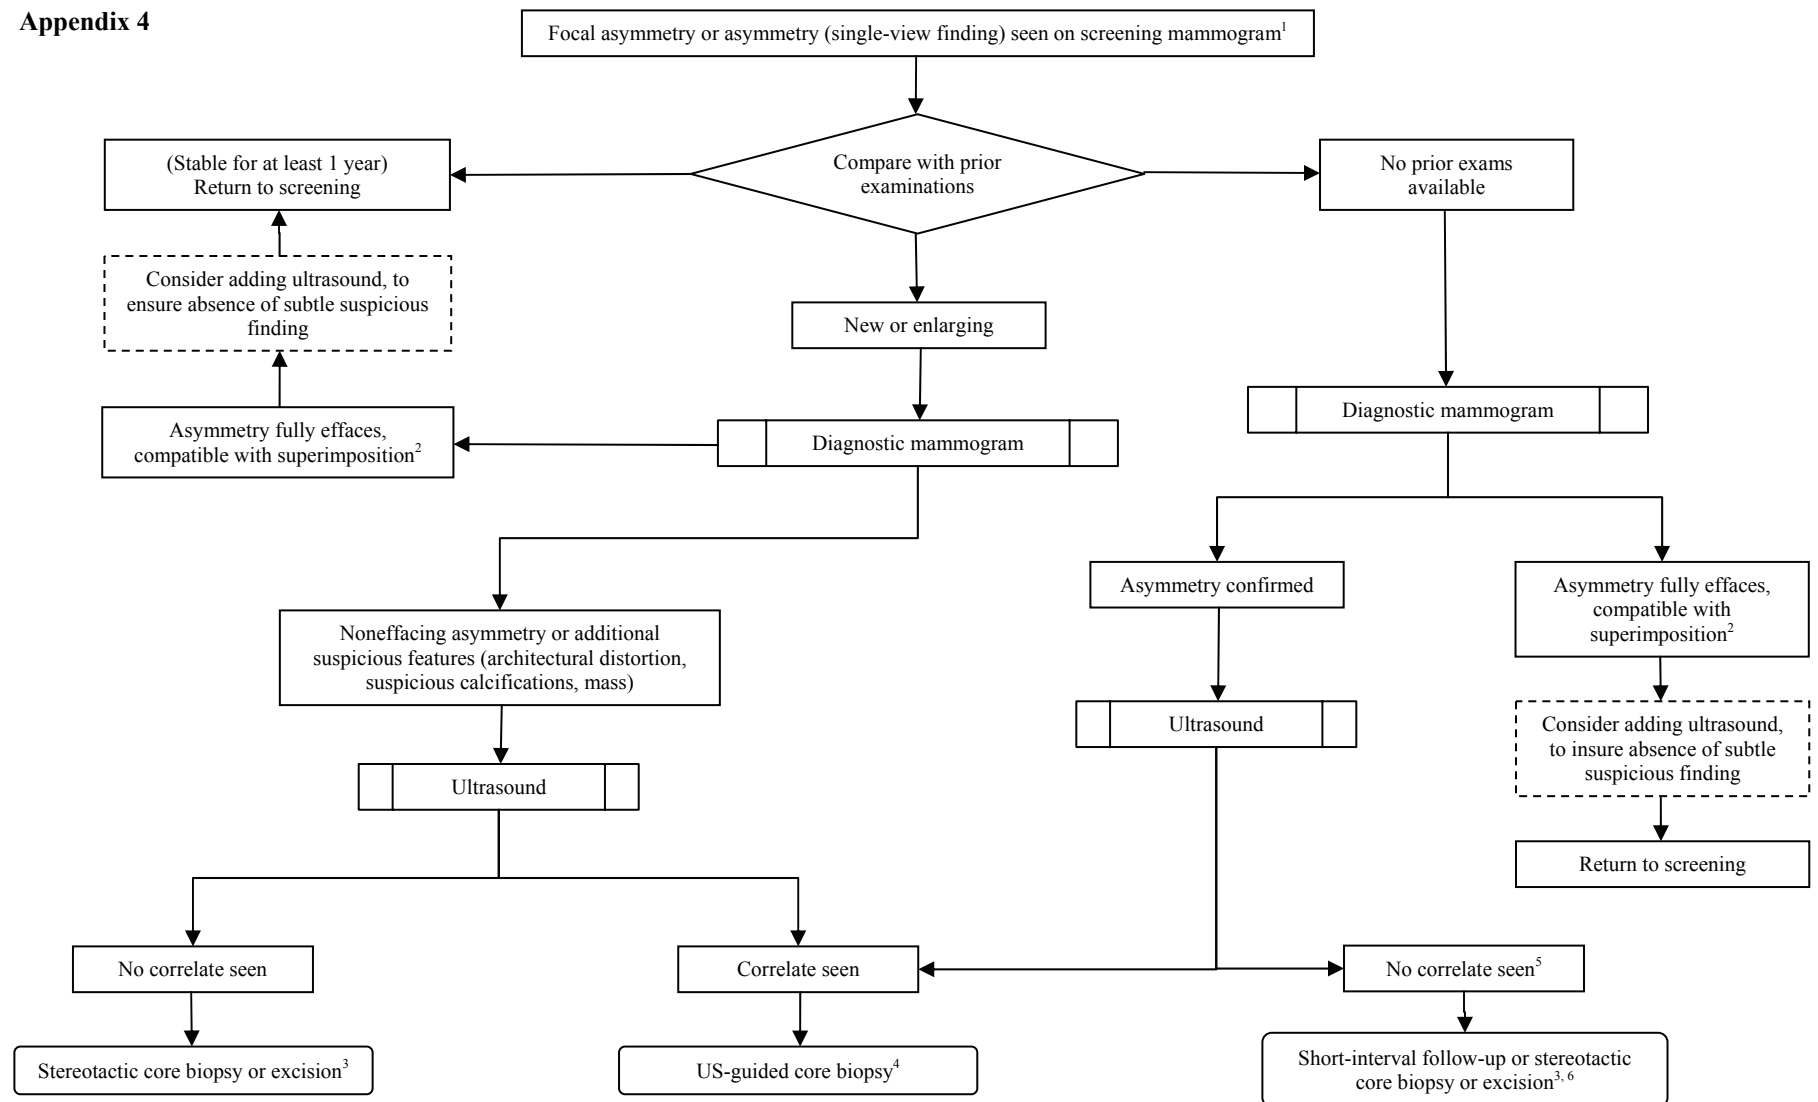 Appendix 4
Focal asymmetry or asymmetry (single-view finding) seen on screening mammogram1
(Stable for at least 1 year)
Return to screening
Compare with prior
examinations
No prior exams
available
Consider adding ultrasound, to
ensure absence of subtle suspicious
finding
New or enlarging
Diagnostic mammogram
Asymmetry fully effaces,
compatible with superimposition2
Diagnostic mammogram
Asymmetry confirmed
Asymmetry fully effaces,
compatible with
superimposition2
Noneffacing asymmetry or additional
suspicious features (architectural distortion,
suspicious calcifications, mass)
Ultrasound
Consider adding ultrasound,
to insure absence of subtle
suspicious finding
Ultrasound
Return to screening
No correlate seen
Correlate seen
No correlate seen5
Stereotactic core biopsy or excision3
US-guided core biopsy4
Short-interval follow-up or stereotactic
core biopsy or excision3, 6